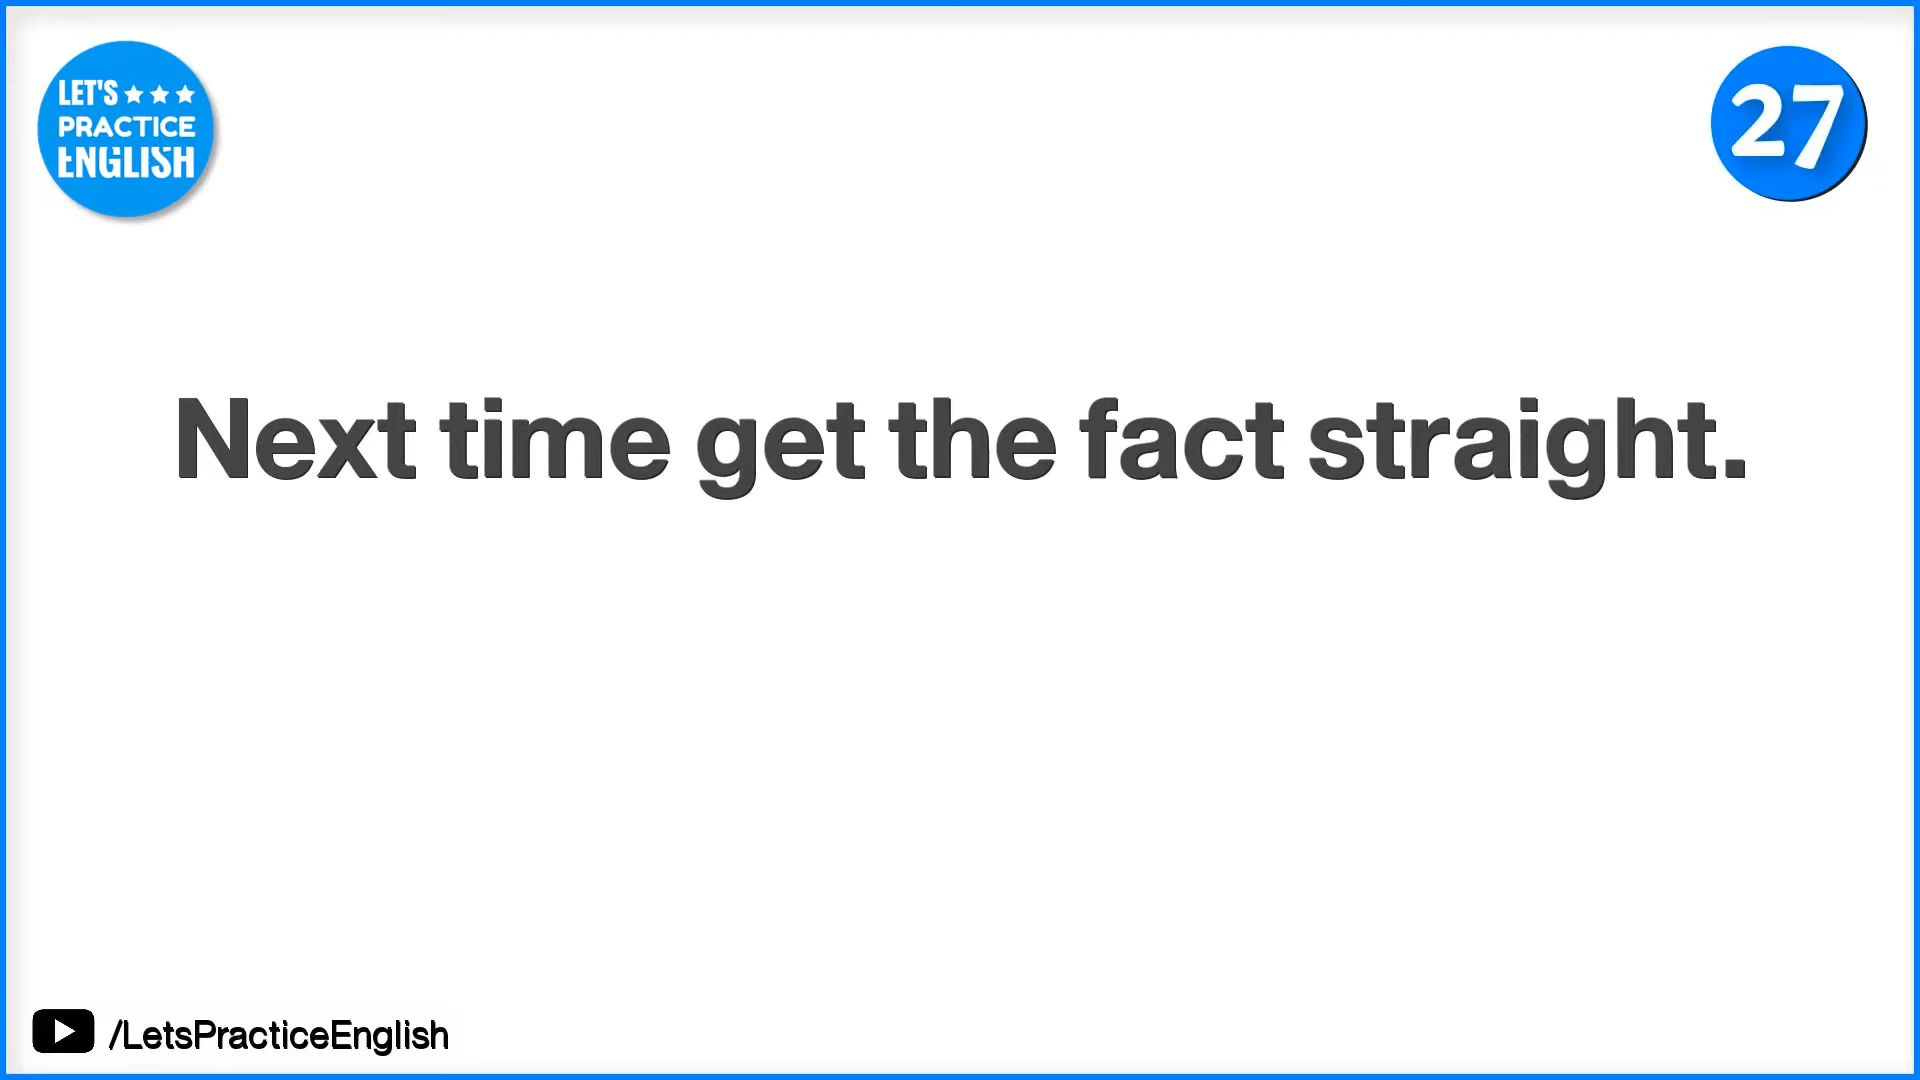 LET'S
PRACTICE
ENGLISH
27
Next time get the fact straight.
/LetsPracticeEnglish